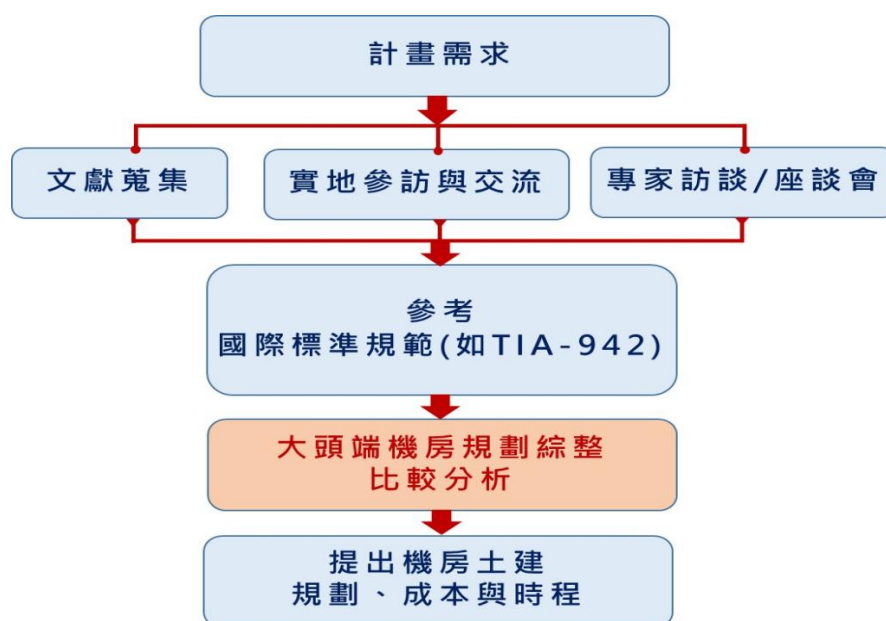 計畫需求
文獻蒐集
實地參訪與交流
專家訪談/座談會
參考
國際標準規範(如TIA-942)
大頭端機房規劃綜整
比較分析
提出機房土建
規劃、成本與時程